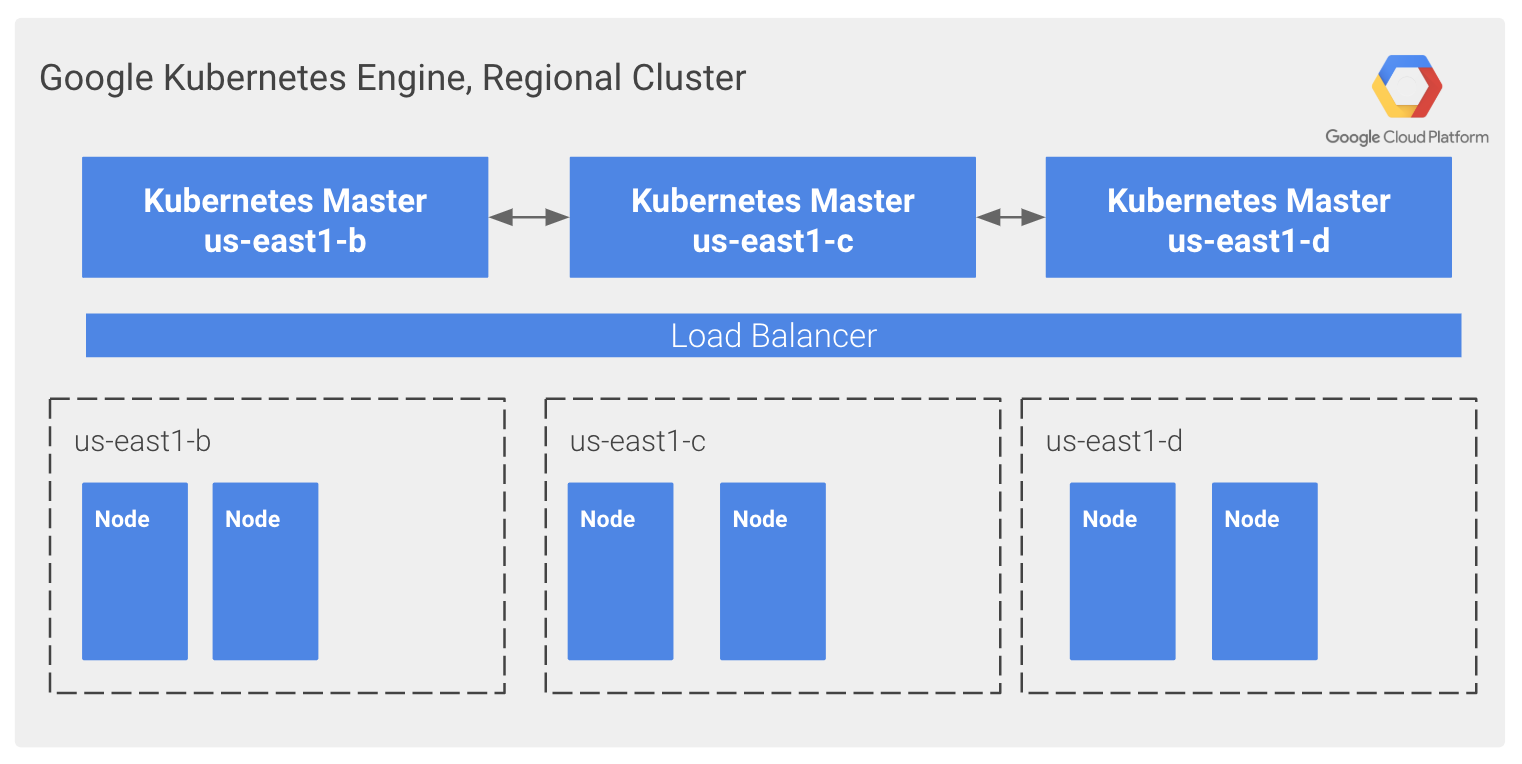 Google Kubernetes Engine, Regional Cluster
Google Cloud Platform
Kubernetes Master
us-east1-b
Kubernetes Master
us-east1-c
Kubernetes Master
us-east1-d
Load Balancer
us-east1-b
Node
Node
us-east1-c
Node
Node
us-east1-d
Node
Node